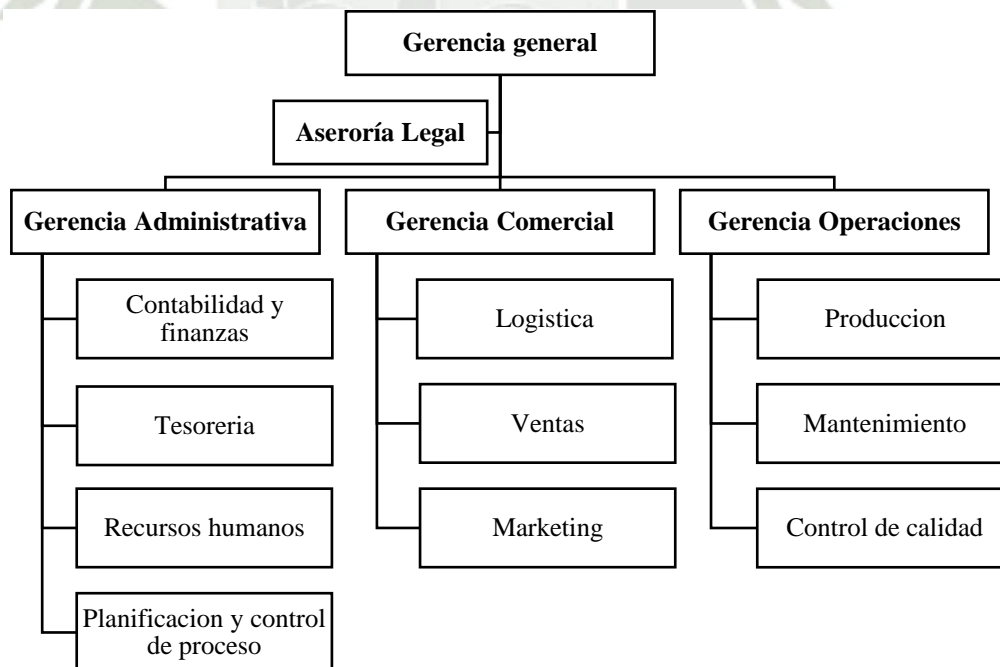 Gerencia general
Aseroría Legal
Gerencia Administrativa
Gerencia Comercial
Gerencia Operaciones
Contabilidad y
finanzas
Logistica
Produccion
Tesoreria
Ventas
Mantenimiento
Recursos humanos
Marketing
Control de calidad
Planificacion y control
de proceso